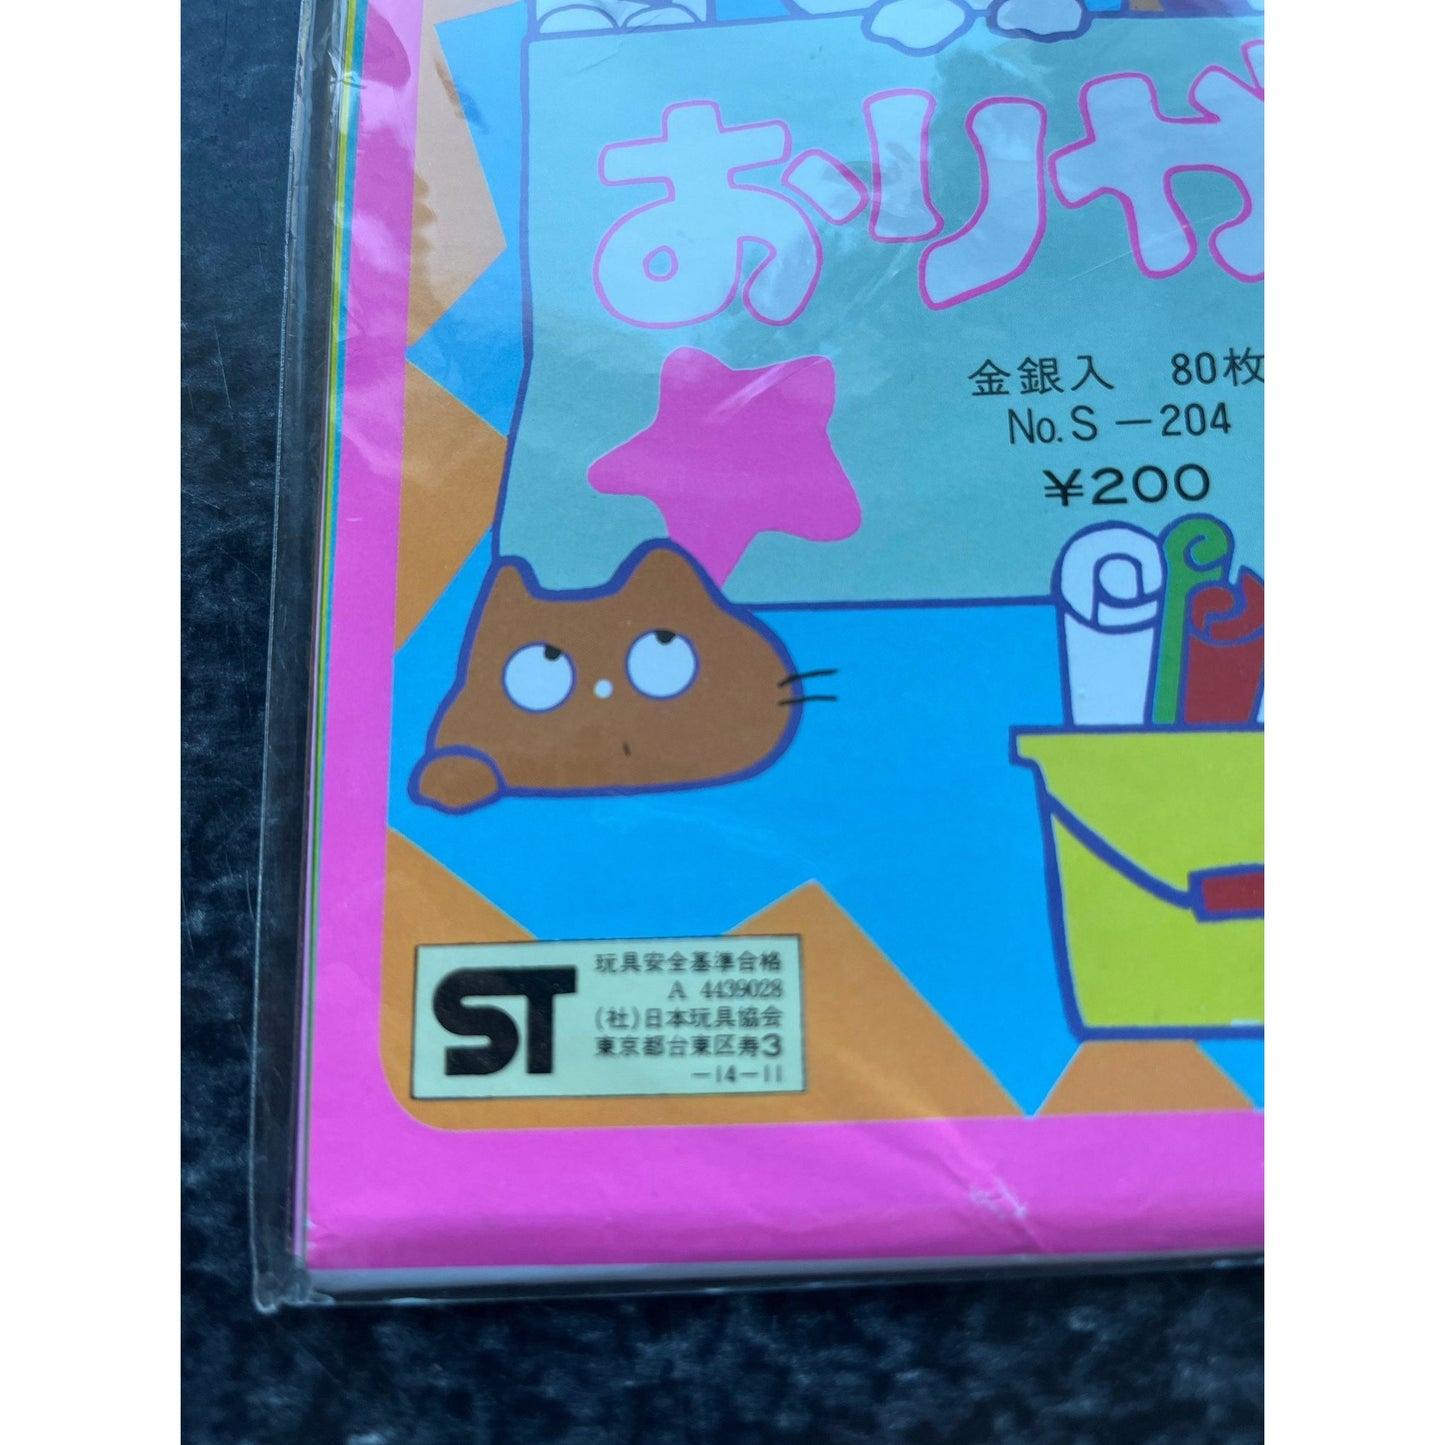 おりが
金銀入 80枚
No.S-204
¥200
ST
玩具安全基準合格
A 4439028
(社)日本玩具協会
東京都台東区寿3
-14-11